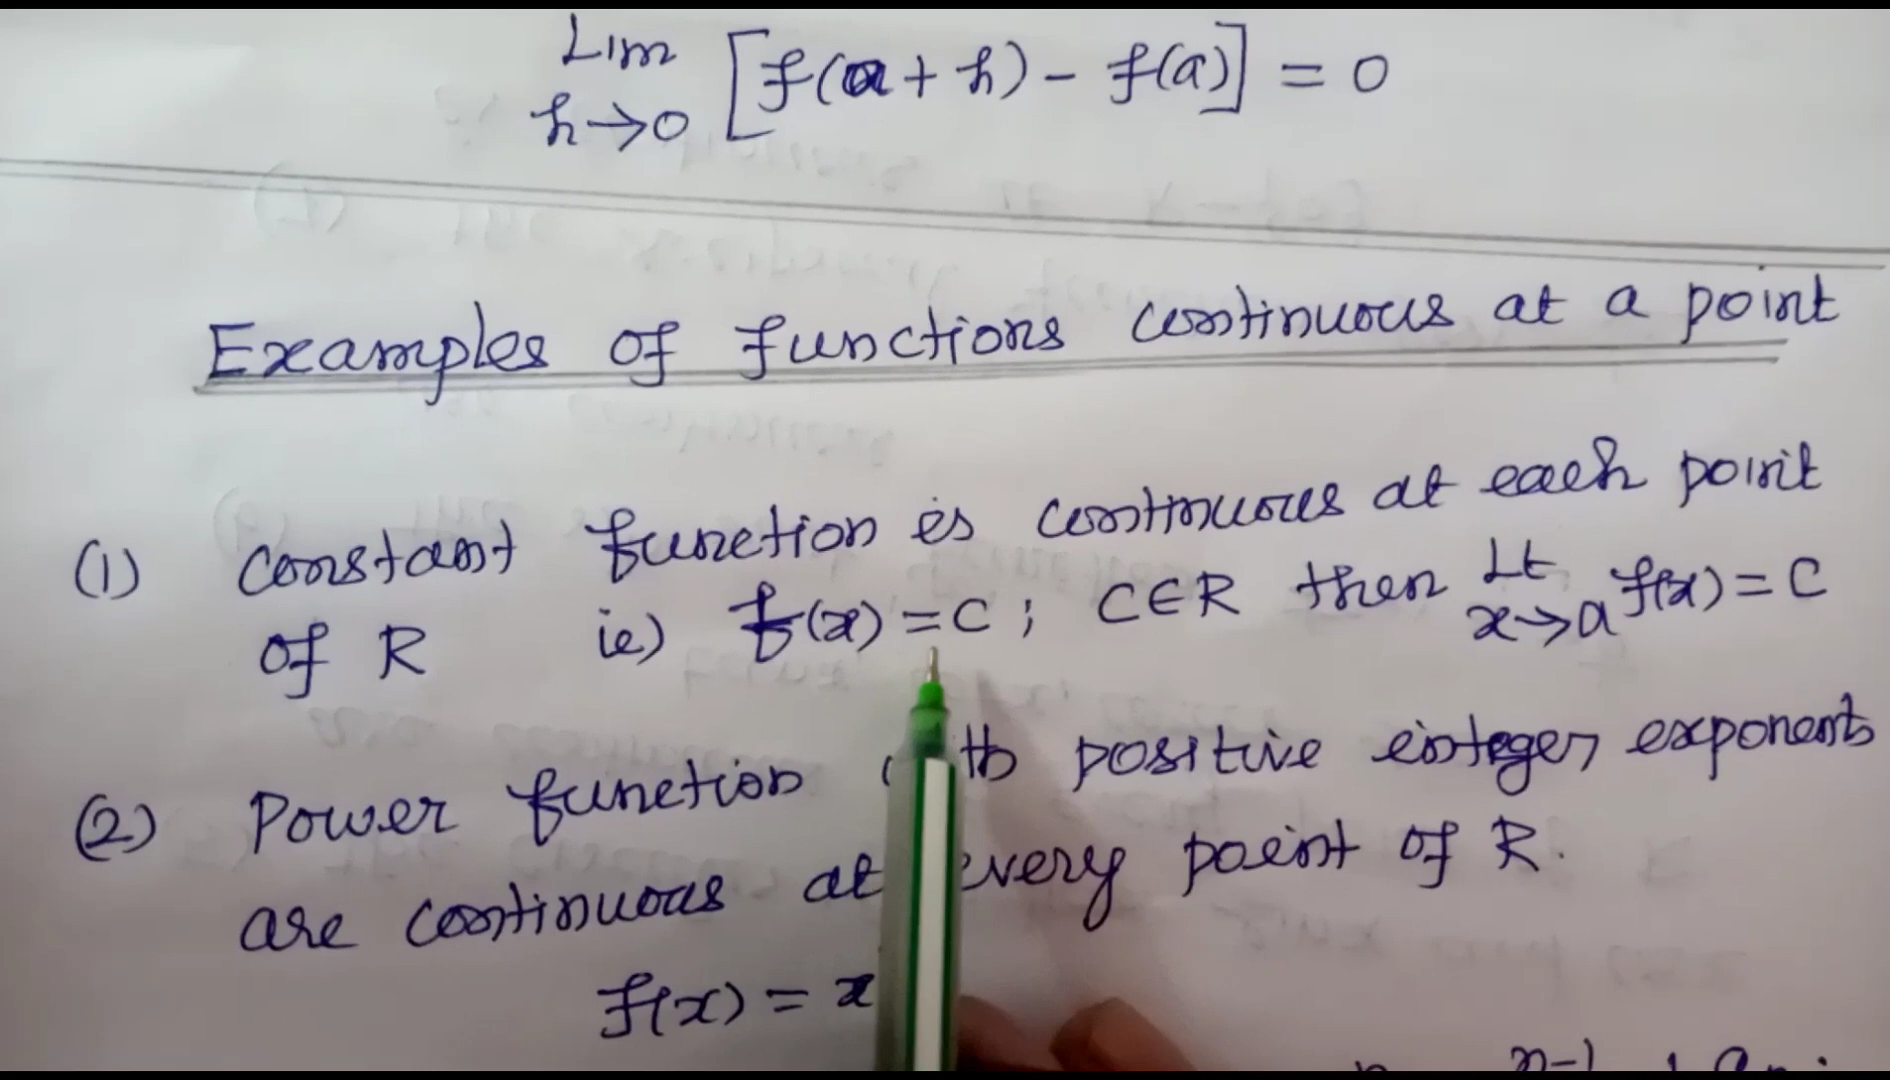 Lim [f(a+h) - f(a)] = 0
h→0
Examples of functions continuous at a point
(1) Constant function is continuous at each point
of R ie) f(x) = C ; C∈R then Lt x→a f(x) = C
(2) Power function positive integer exponents
are continuous at every point of R.
f(x) = x
n-1